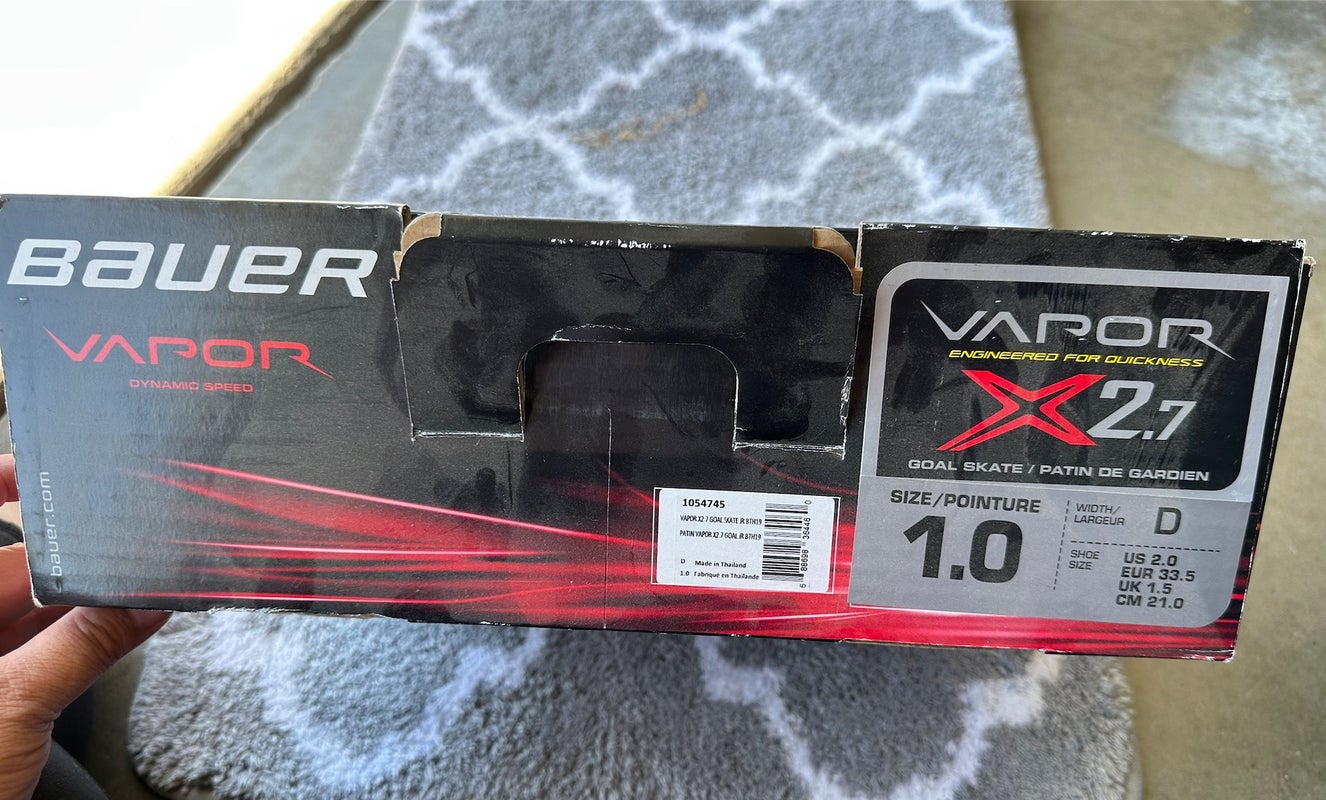 BAUER
VAPOR
DYNAMIC SPEED
bauer.com
1054745
VAPOR X2.7 GOAL SKATE JR BTH19
PATIN VAPOR X2.7 GOAL JR BTH19
D Made in Thailand
1.0 Fabriqué en Thaïlande
VAPOR
ENGINEERED FOR QUICKNESS
X2.7
GOAL SKATE / PATIN DE GARDIEN
SIZE/POINTURE
1.0
WIDTH/
LARGEUR
D
SHOE
SIZE
US 2.0
EUR 33.5
UK 1.5
CM 21.0